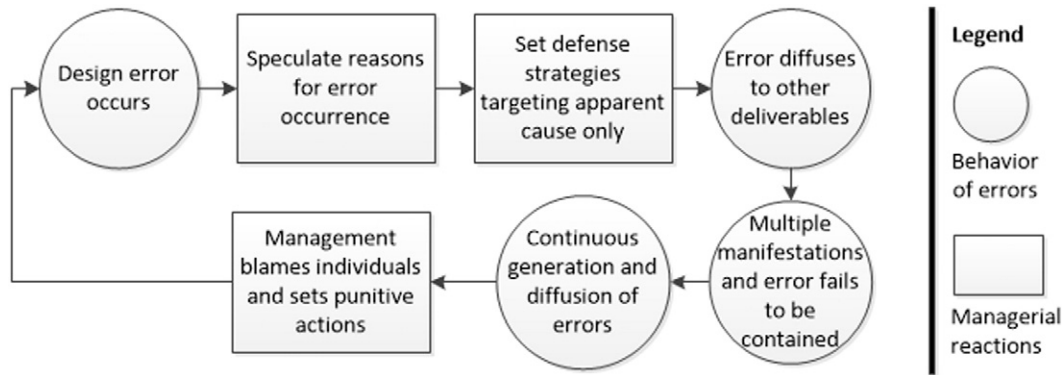 Design error
occurs
Speculate reasons
for error
occurrence
Set defense
strategies
targeting apparent
cause only
Error diffuses
to other
deliverables
Multiple
manifestations
and error fails
to be
contained
Continuous
generation and
diffusion of
errors
Management
blames individuals
and sets punitive
actions
Legend
Behavior
of errors
Managerial
reactions